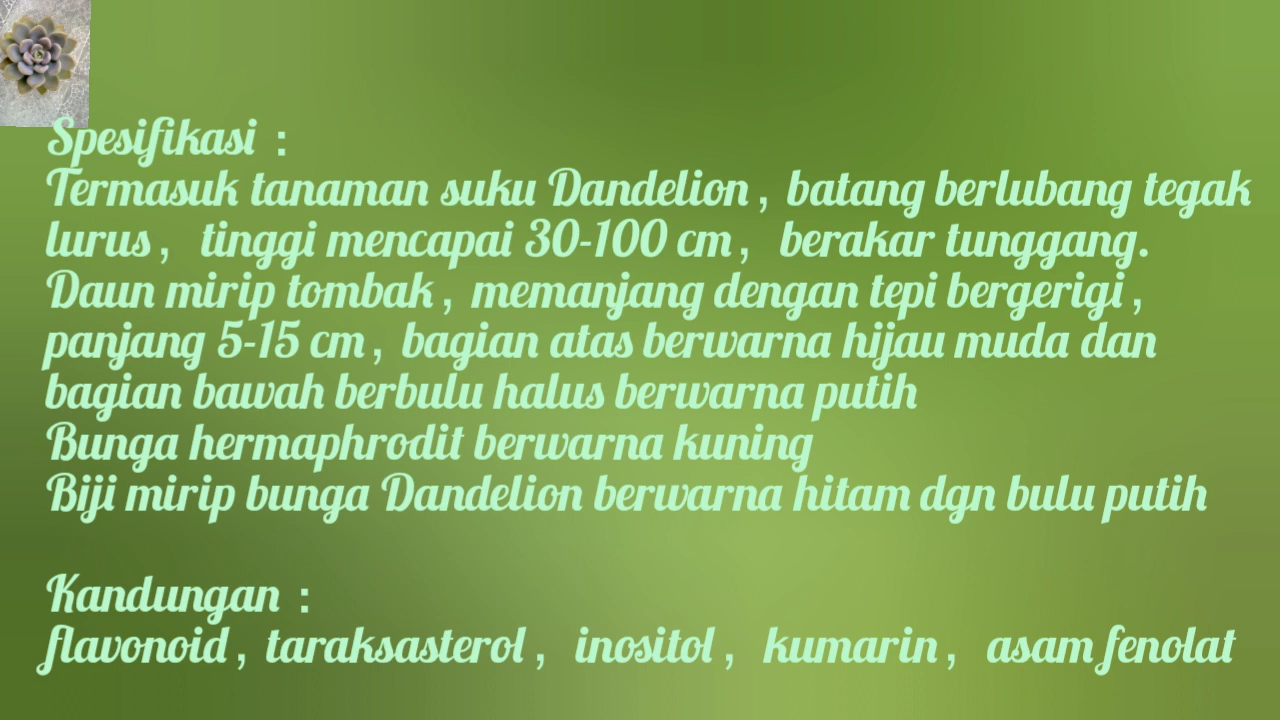 Spesifikasi :
Termasuk tanaman suku Dandelion , batang berlubang tegak
lurus , tinggi mencapai 30-100 cm , berakar tunggang.
Daun mirip tombak , memanjang dengan tepi bergerigi ,
panjang 5-15 cm , bagian atas berwarna hijau muda dan
bagian bawah berbulu halus berwarna putih
Bunga hermaphrodit berwarna kuning
Biji mirip bunga Dandelion berwarna hitam dgn bulu putih
Kandungan :
flavonoid , taraksasterol , inositol , kumarin , asam fenolat